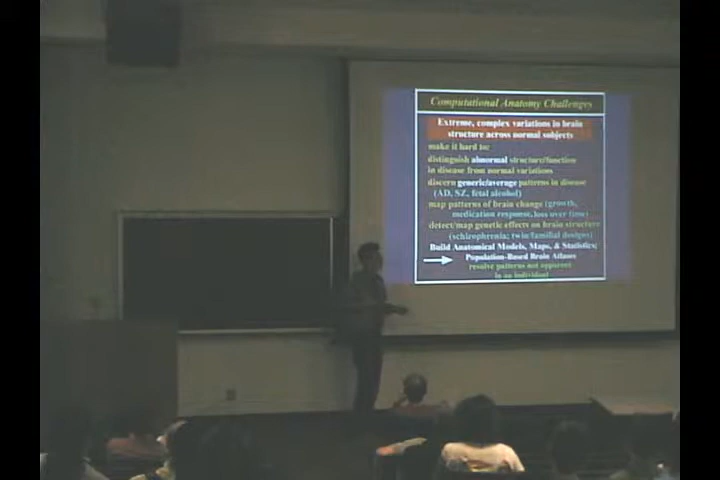 Computational Anatomy Challenges
Extreme, complex variations in brain
structure across normal subjects
make it hard to:
distinguish abnormal structure/function
in disease from normal variations
discern generic/average patterns in disease
(AD, SZ, fetal alcohol)
map patterns of brain change (growth,
medication response, loss over time)
detect/map genetic effects on brain structure
(schizophrenia; twin/familial designs)
Build Anatomical Models, Maps, & Statistics;
Population-Based Brain Atlases
resolve patterns not apparent
in an individual